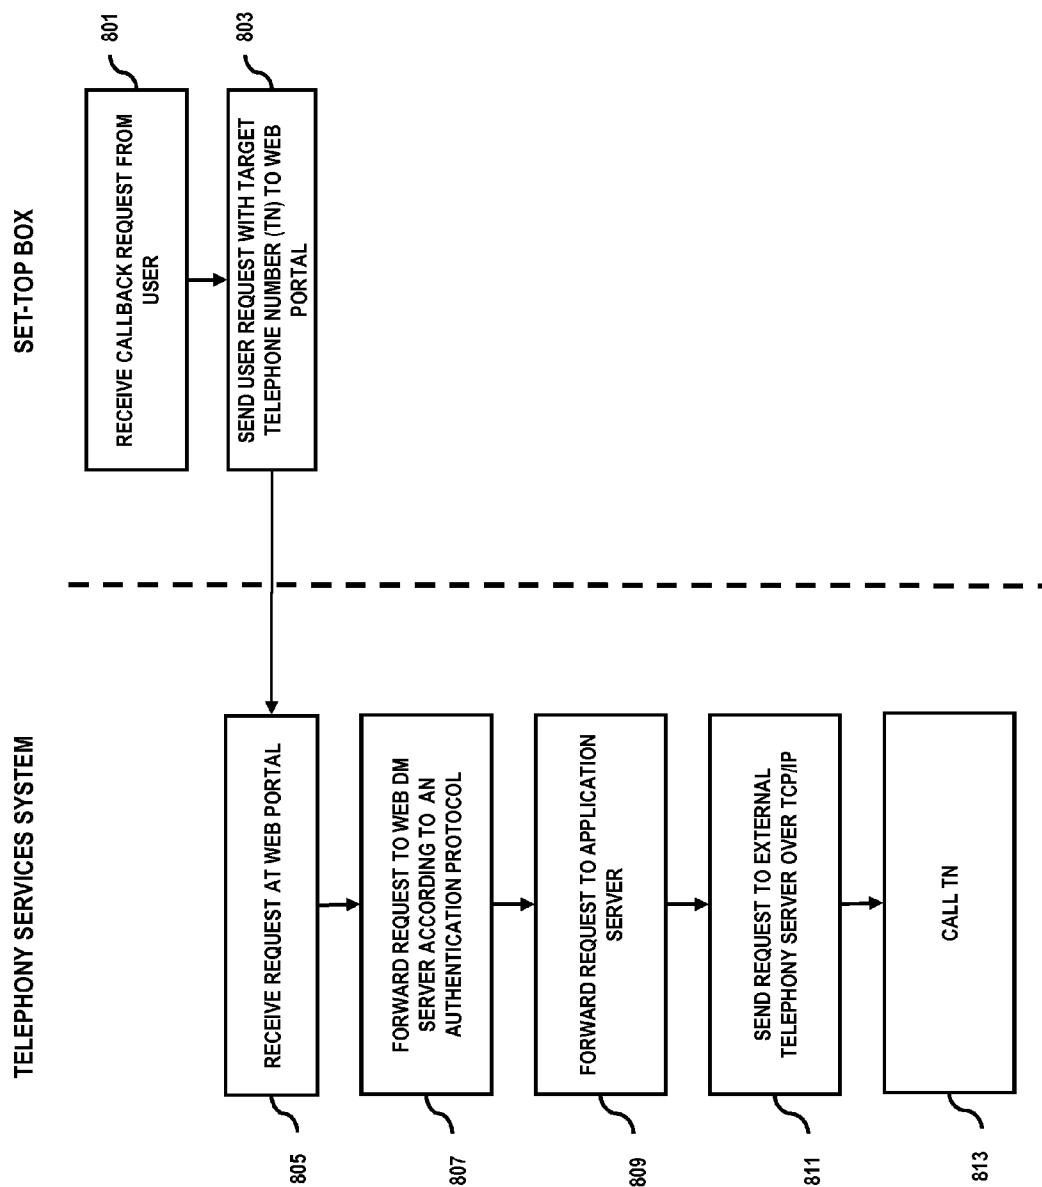 TELEPHONY SERVICES SYSTEM
SET-TOP BOX
801
RECEIVE CALLBACK REQUEST FROM
USER
803
SEND USER REQUEST WITH TARGET
TELEPHONE NUMBER (TN) TO WEB
PORTAL
805
RECEIVE REQUEST AT WEB PORTAL
807
FORWARD REQUEST TO WEB DM
SERVER ACCORDING TO AN
AUTHENTICATION PROTOCOL
809
FORWARD REQUEST TO APPLICATION
SERVER
811
SEND REQUEST TO EXTERNAL
TELEPHONY SERVER OVER TCP/IP
813
CALL TN